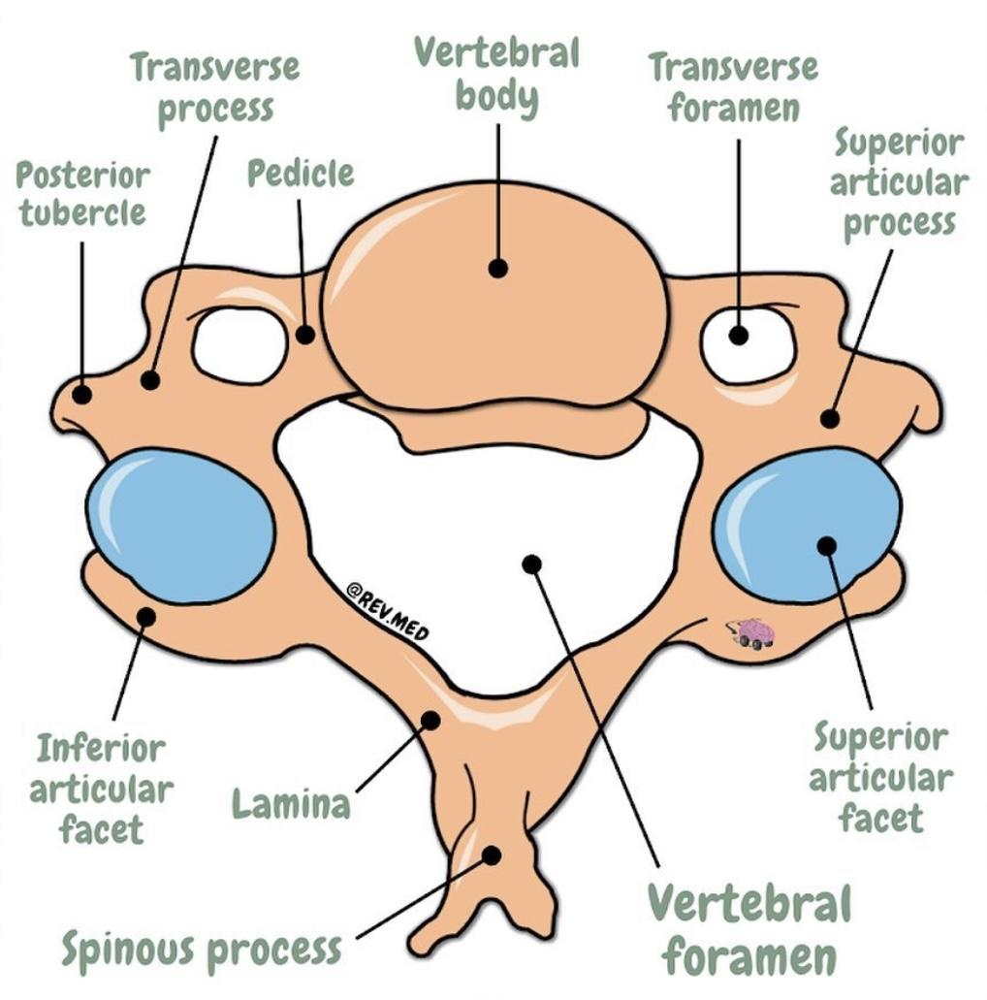 Transverse
process
Vertebral
body
Transverse
foramen
Superior
articular
process
Posterior
tubercle
Pedicle
@REV.MED
Inferior
articular
facet
Lamina
Superior
articular
facet
Spinous process
Vertebral
foramen